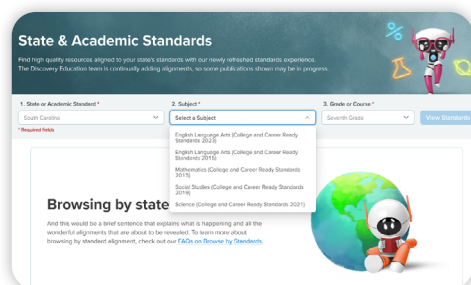 State & Academic Standards
Find high quality resources aligned to your state's standards with our newly refreshed standards experience.
The Discovery Education team is continually adding alignments, so some publications shown may be in progress.
1. State or Academic Standard *
2. Subject *
3. Grade or Course *
South Carolina
Select a Subject
Seventh Grade
View Standards
* Required fields
English Language Arts (College and Career Ready
Standards 2023)
English Language Arts (College and Career Ready
Standards 2015)
Mathematics (College and Career Ready Standards
2015)
Social Studies (College and Career Ready Standards
2019)
Science (College and Career Ready Standards 2021)
Browsing by state
And this would be a brief sentence that explains what is happening and all the
wonderful alignments that are about to be revealed. To learn more about
browsing by standard alignment, check out our FAQs on Browse by Standards.